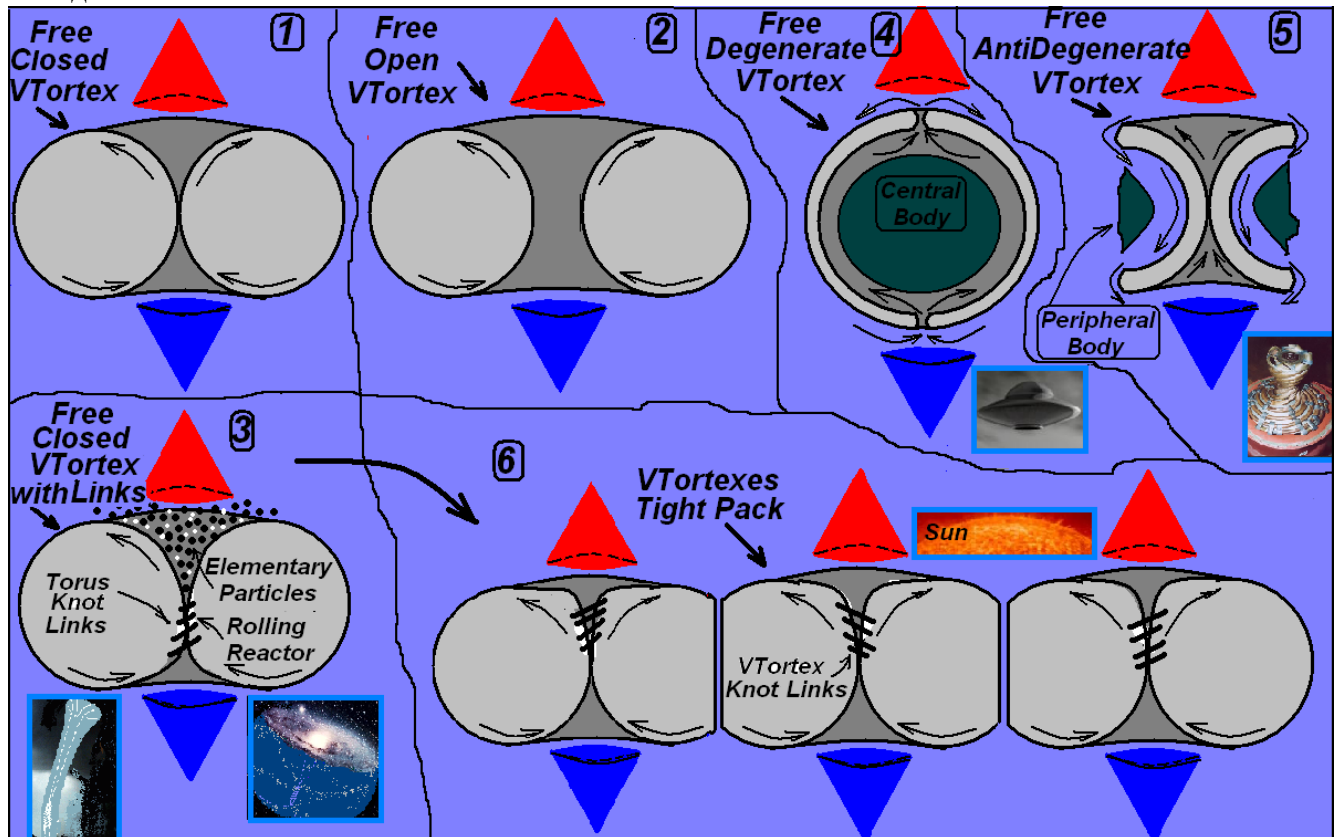 1
Free
Closed
VTortex
2
Free
Open
VTortex
4
Free
Degenerate
VTortex
Central
Body
5
Free
AntiDegenerate
VTortex
Peripheral
Body
3
Free
Closed
VTortex
with Links
Torus
Knot
Links
Elementary
Particles
Rolling
Reactor
6
VTortexes
Tight Pack
Sun
VTortex
Knot Links